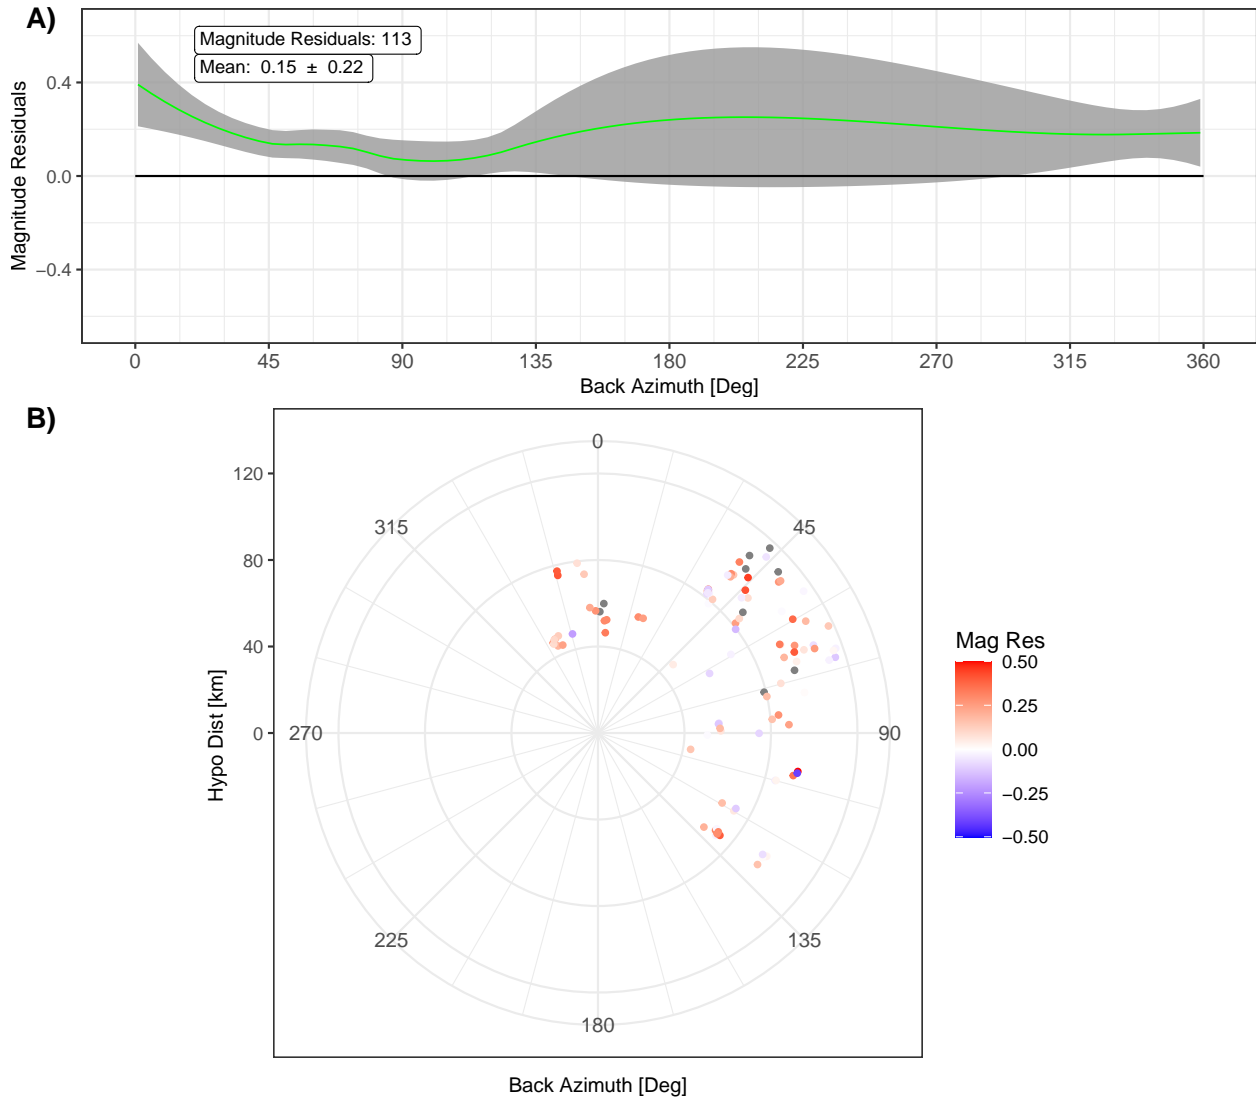 A)
Magnitude Residuals: 113
Mean:  0.15  ±  0.22
Magnitude Residuals
0.4
0.0
−0.4
0 45 90 135 180 225 270 315 360
Back Azimuth [Deg]
B)
Hypo Dist [km]
120
80
40
0
0
45
90
135
180
225
270
315
Back Azimuth [Deg]
Mag Res
0.50
0.25
0.00
−0.25
−0.50